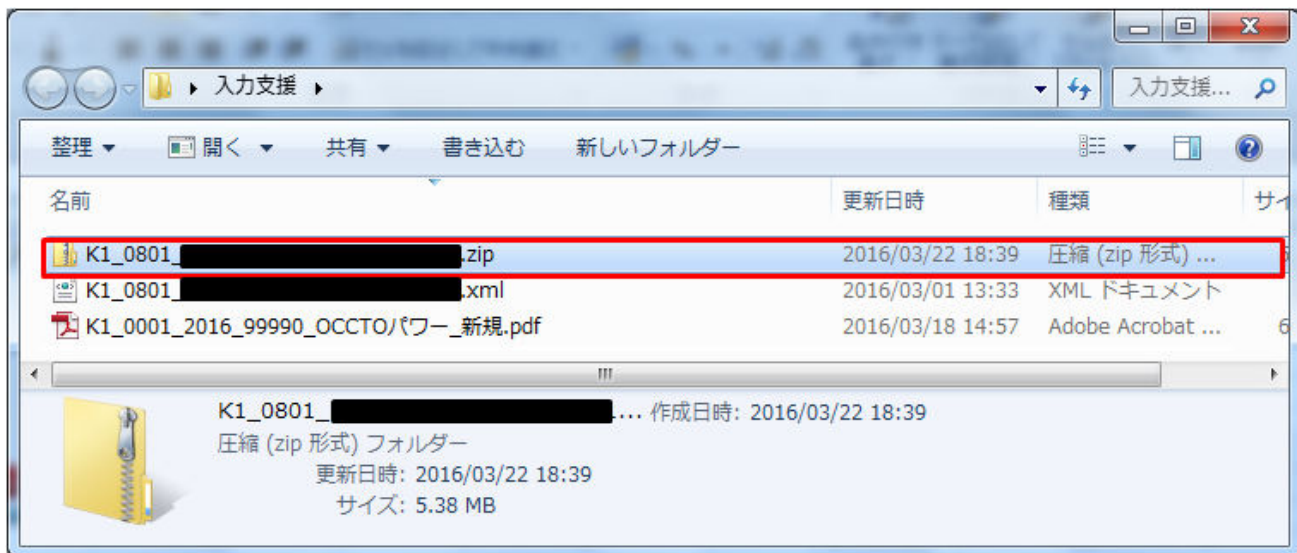 入力支援
入力支援...
整理 開く 共有 書き込む 新しいフォルダー
名前 更新日時 種類
K1_0801_ .zip 2016/03/22 18:39 圧縮 (zip 形式) ...
K1_0801_ .xml 2016/03/01 13:33 XML ドキュメント
K1_0001_2016_99990_OCCTOパワー_新規.pdf 2016/03/18 14:57 Adobe Acrobat ... 6
K1_0801_ ... 作成日時: 2016/03/22 18:39
圧縮 (zip 形式) フォルダー
更新日時: 2016/03/22 18:39
サイズ: 5.38 MB